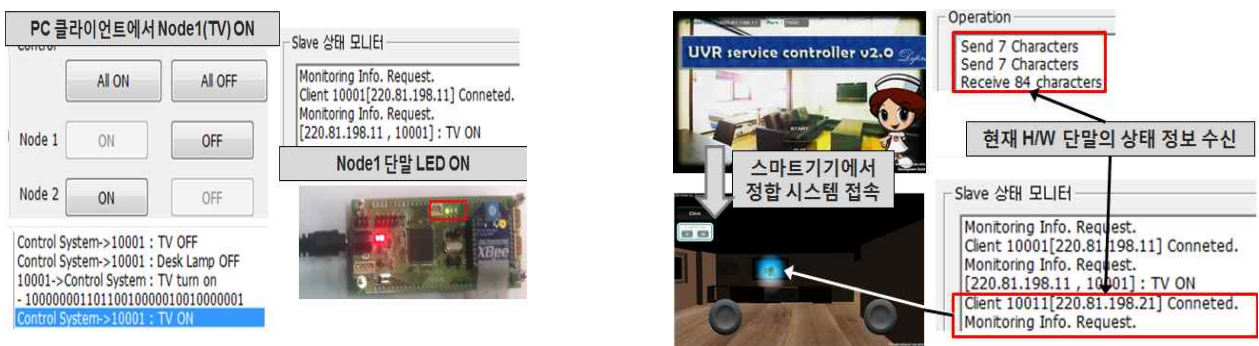 PC 클라이언트에서 Node1(TV) ON
Control
All ON
All OFF
Node 1
ON
OFF
Node 2
ON
OFF
Control System->10001 : TV OFF
Control System->10001 : Desk Lamp OFF
10001->Control System : TV turn on
Control System->10001 : TV ON
Slave 상태 모니터
Monitoring Info. Request.
Client 10001[220.81.198.11] Conneted.
Monitoring Info. Request.
[220.81.198.11 , 10001] : TV ON
Node1 단말 LED ON
XBee
UVR service controller v2.0
START
스마트기기에서
정합 시스템 접속
Operation
Send 7 Characters
Send 7 Characters
Receive 84 characters
현재 H/W 단말의 상태 정보 수신
Slave 상태 모니터
Monitoring Info. Request.
Client 10001[220.81.198.11] Conneted.
Monitoring Info. Request.
[220.81.198.11 , 10001] : TV ON
Client 10011[220.81.198.21] Conneted.
Monitoring Info. Request.